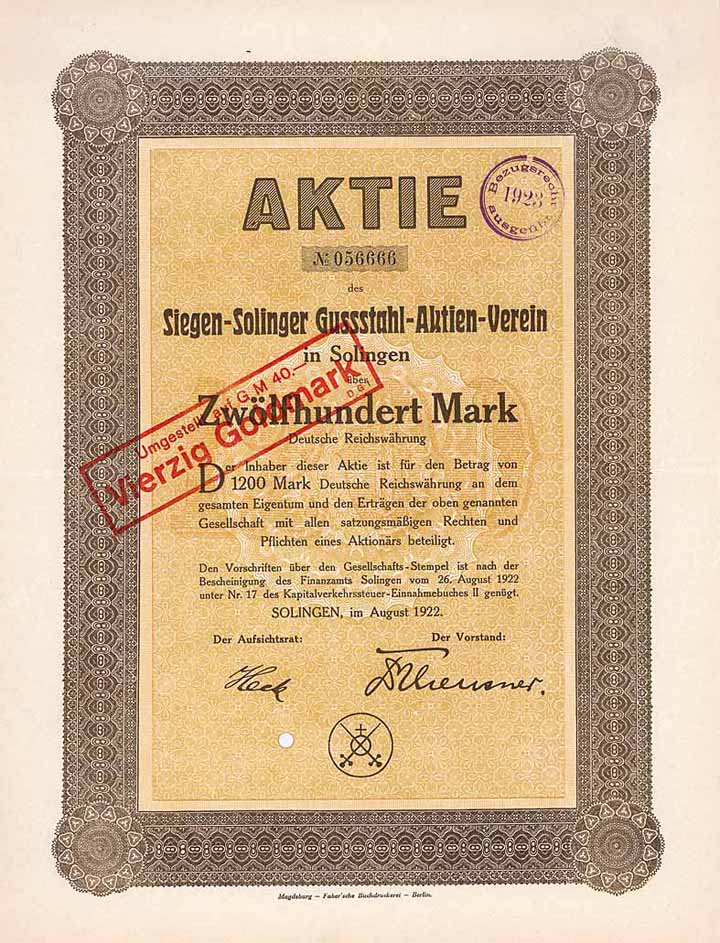 AKTIE
Bezugsrecht
1923
ausgeübt
№ 056666
des
Siegen-Solinger Gussstahl-Aktien-Verein
in Solingen
über
Zwölfhundert Mark
Deutsche Reichswährung
Umgestellt auf G.M 40.—
Vierzig Goldmark
D.G.
Der Inhaber dieser Aktie ist für den Betrag von
1200 Mark Deutsche Reichswährung an dem
gesamten Eigentum und den Erträgen der oben genannten
Gesellschaft mit allen satzungsmäßigen Rechten und
Pflichten eines Aktionärs beteiligt.
Den Vorschriften über den Gesellschafts-Stempel ist nach der
Bescheinigung des Finanzamts Solingen vom 26. August 1922
unter Nr. 17 des Kapitalverkehrssteuer-Einnahmebuches II genügt.
SOLINGEN, im August 1922.
Der Aufsichtsrat:
Der Vorstand:
Heck
Magdeburg — Faber'sche Buchdruckerei — Berlin.